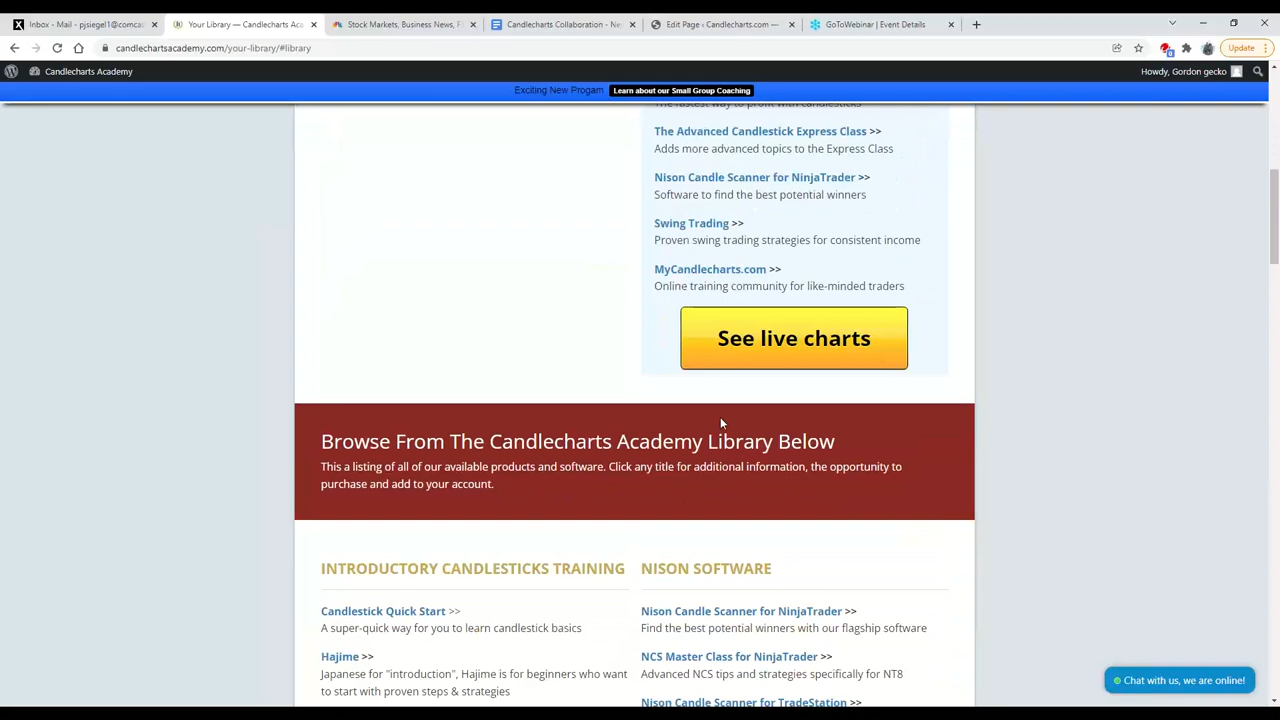 Inbox - Mail - pjsiegel1@comcas
Your Library — Candlecharts Aca
Stock Markets, Business News, F
Candlecharts Collaboration - Ne
Edit Page ‹ Candlecharts.com —
GoToWebinar | Event Details
candlechartsacademy.com/your-library/#library
Update
Candlecharts Academy
Howdy, Gordon gecko
Exciting New Progam
Learn about our Small Group Coaching
The fastest way to profit with candlesticks
The Advanced Candlestick Express Class >>
Adds more advanced topics to the Express Class
Nison Candle Scanner for NinjaTrader >>
Software to find the best potential winners
Swing Trading >>
Proven swing trading strategies for consistent income
MyCandlecharts.com >>
Online training community for like-minded traders
See live charts
Browse From The Candlecharts Academy Library Below
This a listing of all of our available products and software. Click any title for additional information, the opportunity to
purchase and add to your account.
INTRODUCTORY CANDLESTICKS TRAINING
Candlestick Quick Start >>
A super-quick way for you to learn candlestick basics
Hajime >>
Japanese for "introduction", Hajime is for beginners who want
to start with proven steps & strategies
NISON SOFTWARE
Nison Candle Scanner for NinjaTrader >>
Find the best potential winners with our flagship software
NCS Master Class for NinjaTrader >>
Advanced NCS tips and strategies specifically for NT8
Nison Candle Scanner for TradeStation >>
Chat with us, we are online!